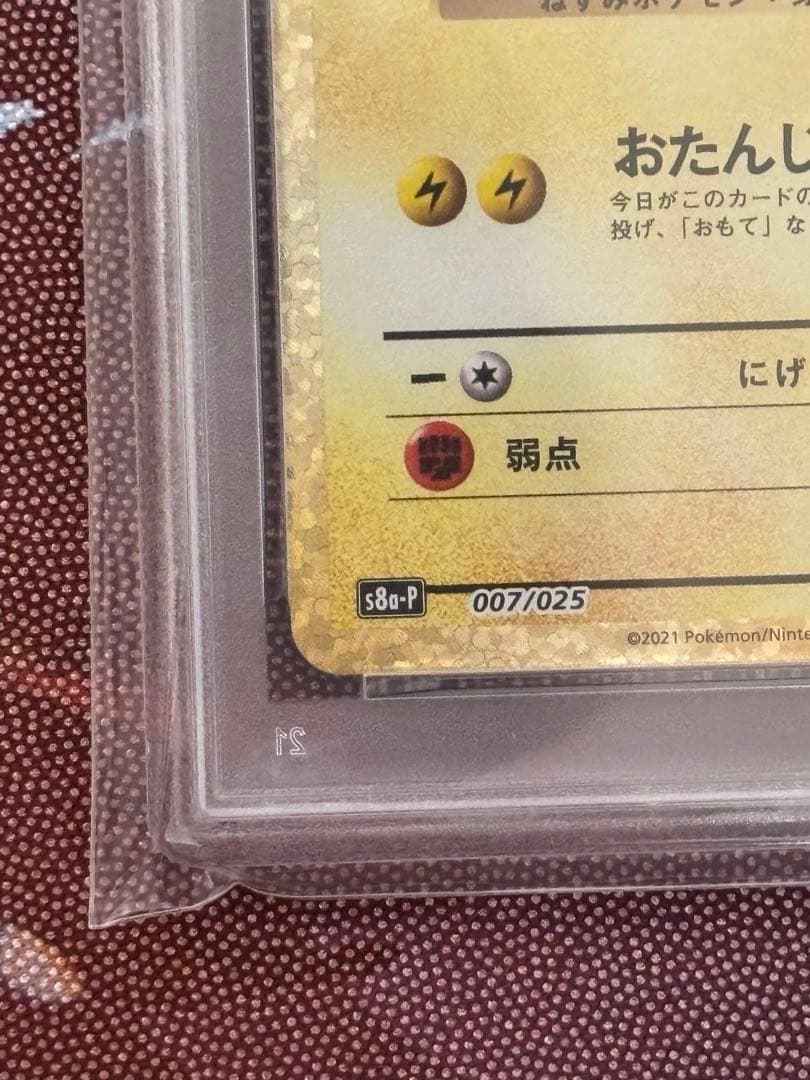 おたんじ
今日がこのカードの
投げ、「おもて」な
にげ
弱点
s8a-P
007/025
©2021 Pokémon/Ninte
21